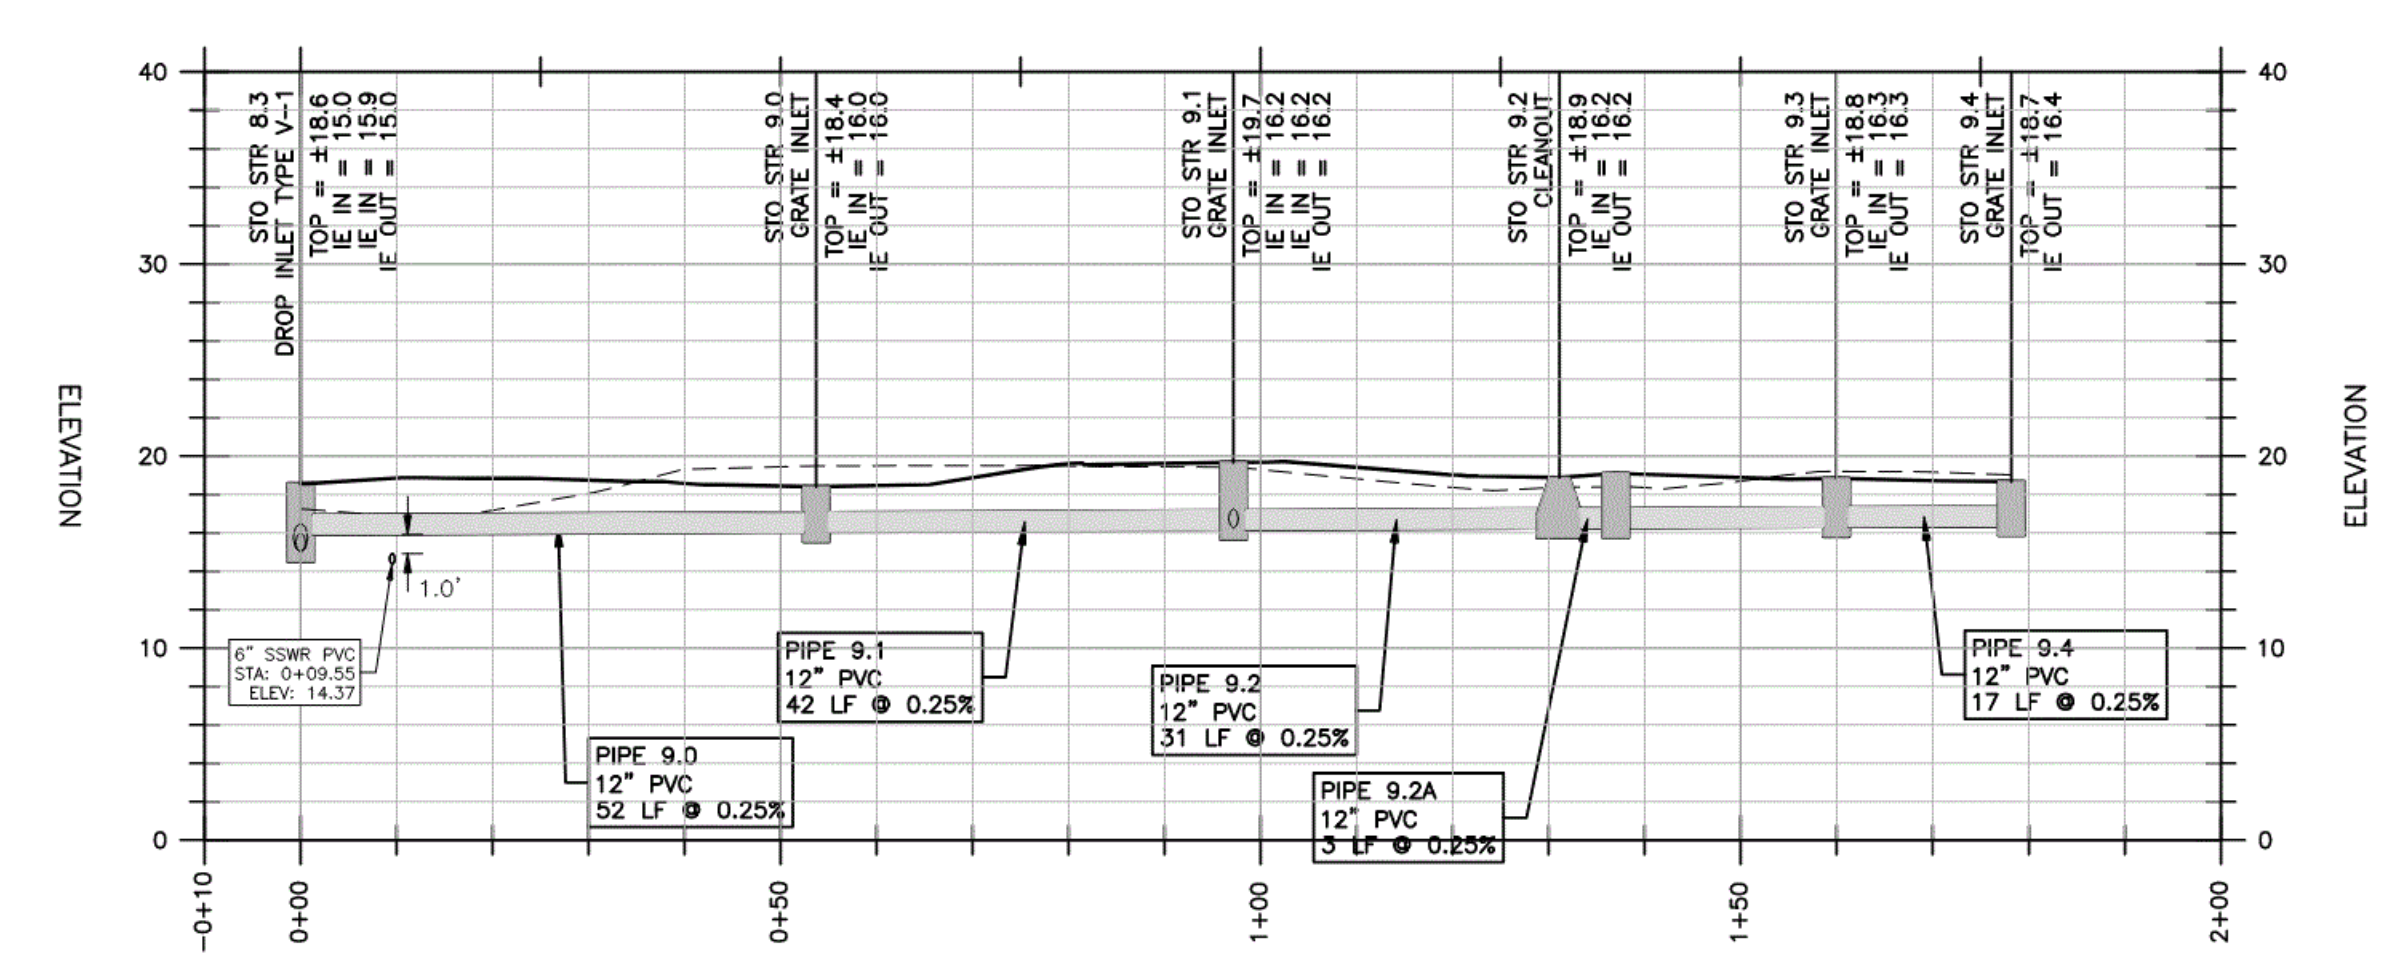 40
30
20
10
0
ELEVATION
STO STR 8.3
DROP INLET TYPE V-1
TOP = ±18.6
IE IN = 15.0
IE IN = 15.9
IE OUT = 15.0
STO STR 9.0
GRATE INLET
TOP = ±18.4
IE IN = 16.0
IE OUT = 16.0
STO STR 9.1
GRATE INLET
TOP = ±19.7
IE IN = 16.2
IE IN = 16.2
IE OUT = 16.2
STO STR 9.2
CLEANOUT
TOP = ±18.9
IE IN = 16.2
IE OUT = 16.2
STO STR 9.3
GRATE INLET
TOP = ±18.8
IE IN = 16.3
IE OUT = 16.3
STO STR 9.4
GRATE INLET
TOP = ±18.7
IE OUT = 16.4
40
30
20
10
0
ELEVATION
1.0'
6" SSWR PVC
STA: 0+09.55
ELEV: 14.37
PIPE 9.0
12" PVC
52 LF @ 0.25%
PIPE 9.1
12" PVC
42 LF @ 0.25%
PIPE 9.2
12" PVC
31 LF @ 0.25%
PIPE 9.2A
12" PVC
3 LF @ 0.25%
PIPE 9.4
12" PVC
17 LF @ 0.25%
-0+10
0+00
0+50
1+00
1+50
2+00